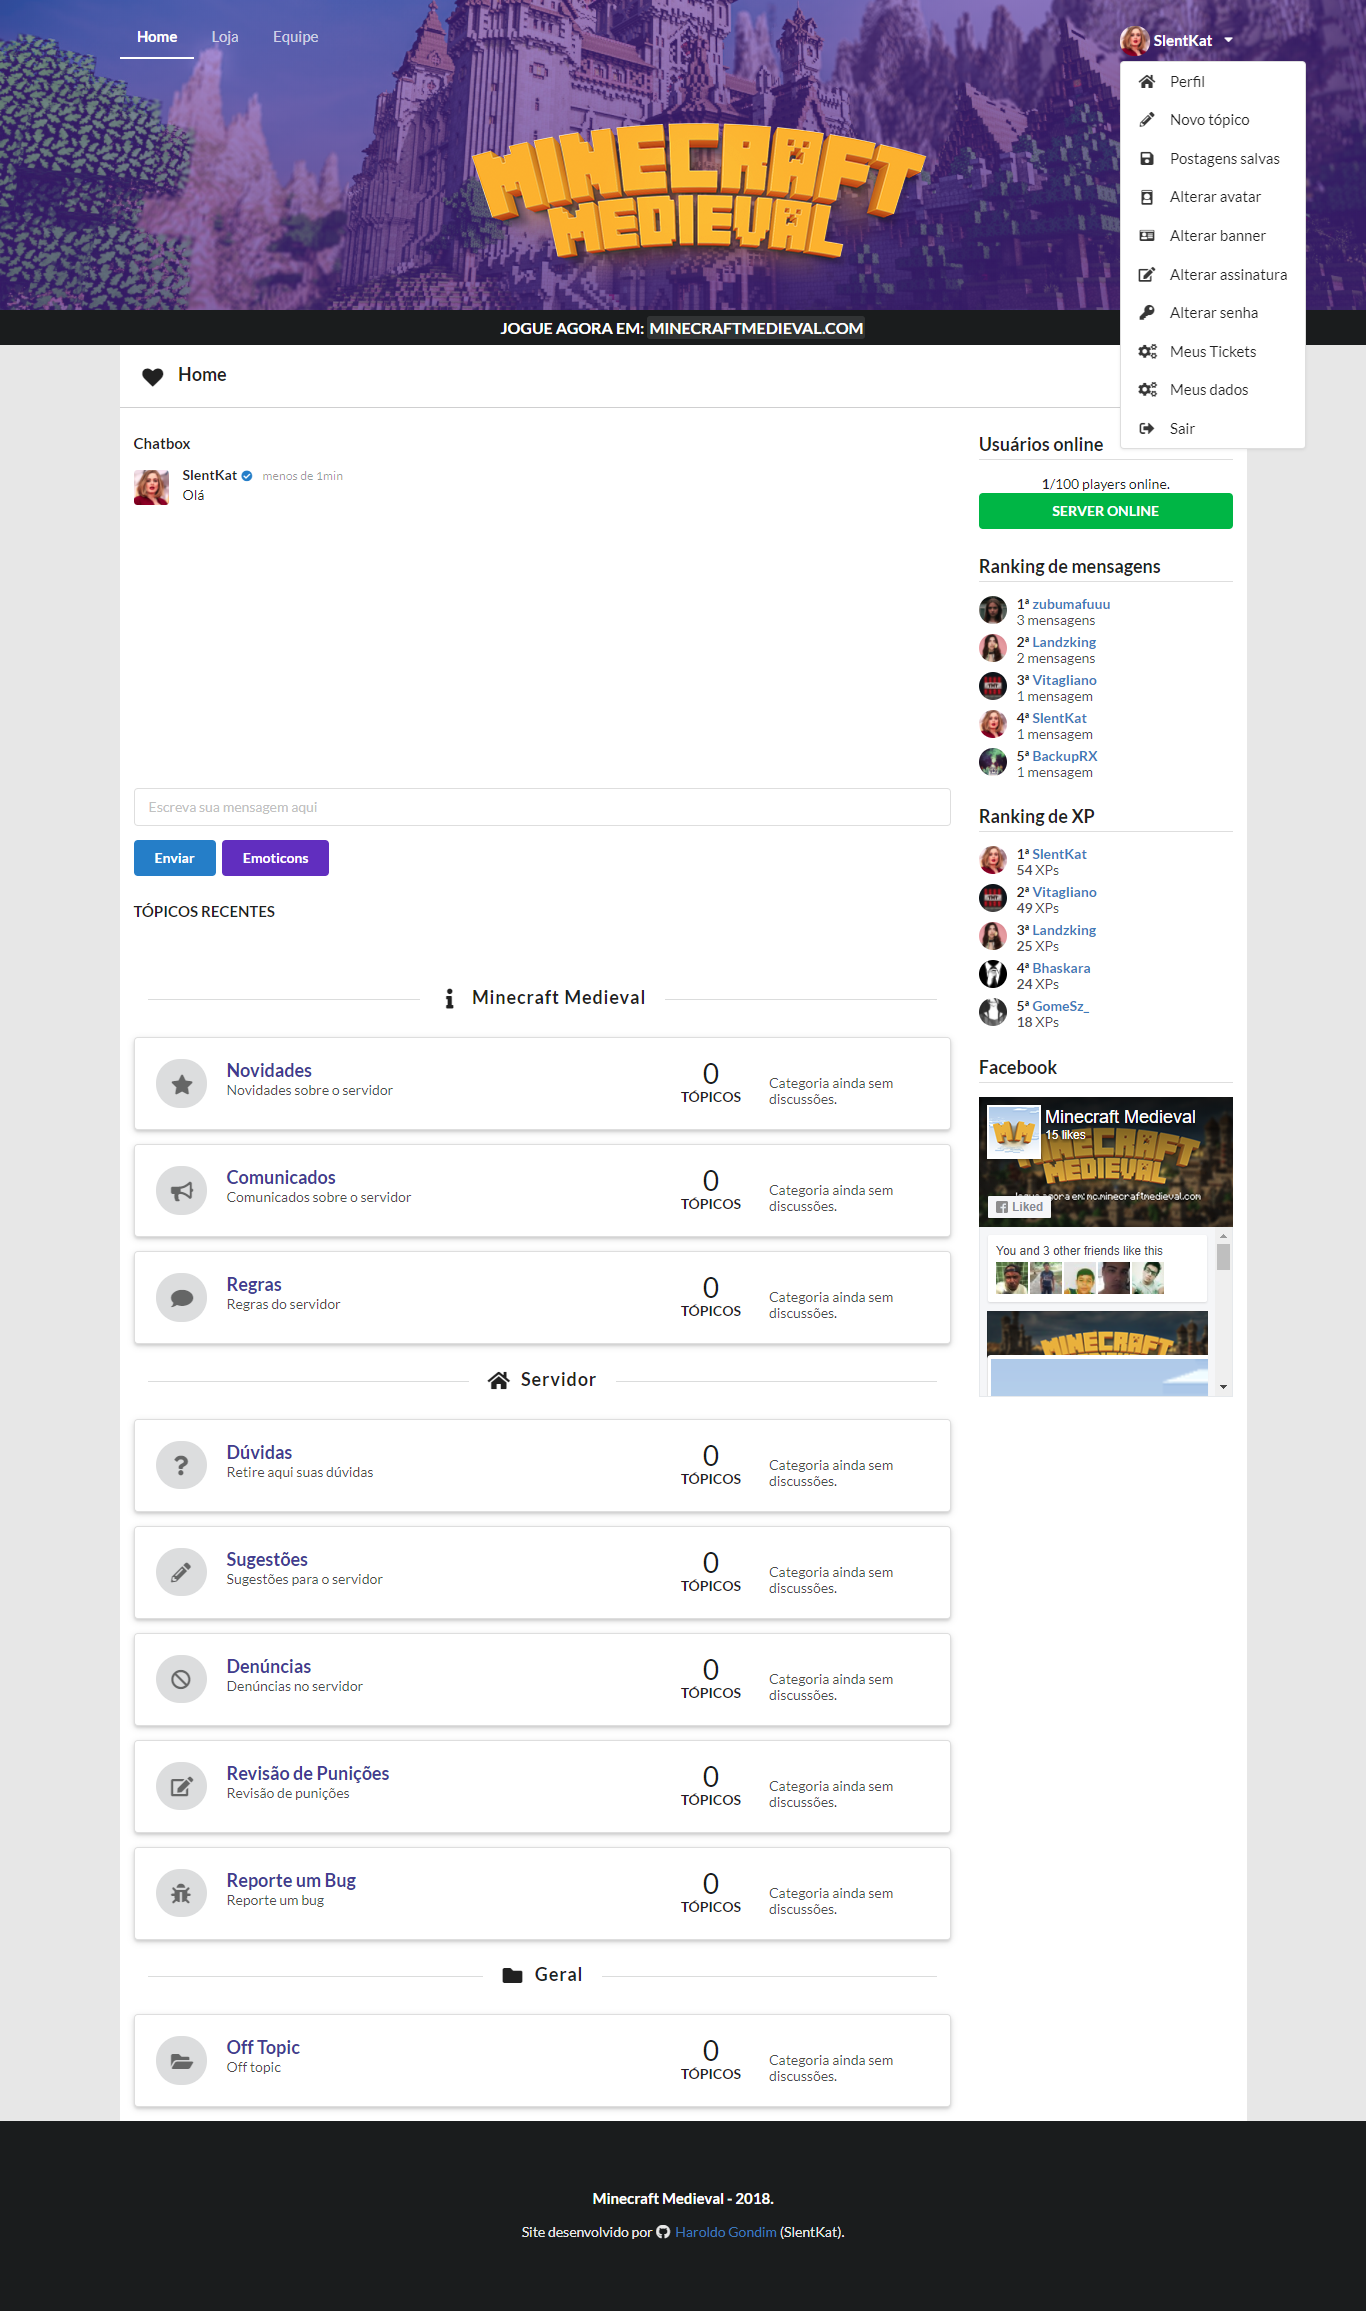 Home
Loja
Equipe
SlentKat
Perfil
Novo tópico
Postagens salvas
Alterar avatar
Alterar banner
Alterar assinatura
Alterar senha
Meus Tickets
Meus dados
Sair
MINECRAFT
MEDIEVAL
JOGUE AGORA EM: MINECRAFTMEDIEVAL.COM
Home
Chatbox
SlentKat menos de 1min
Olá
Escreva sua mensagem aqui
Enviar
Emoticons
TÓPICOS RECENTES
Minecraft Medieval
Novidades
Novidades sobre o servidor
0
TÓPICOS
Categoria ainda sem
discussões.
Comunicados
Comunicados sobre o servidor
0
TÓPICOS
Categoria ainda sem
discussões.
Regras
Regras do servidor
0
TÓPICOS
Categoria ainda sem
discussões.
Servidor
Dúvidas
Retire aqui suas dúvidas
0
TÓPICOS
Categoria ainda sem
discussões.
Sugestões
Sugestões para o servidor
0
TÓPICOS
Categoria ainda sem
discussões.
Denúncias
Denúncias no servidor
0
TÓPICOS
Categoria ainda sem
discussões.
Revisão de Punições
Revisão de punições
0
TÓPICOS
Categoria ainda sem
discussões.
Reporte um Bug
Reporte um bug
0
TÓPICOS
Categoria ainda sem
discussões.
Geral
Off Topic
Off topic
0
TÓPICOS
Categoria ainda sem
discussões.
Usuários online
1/100 players online.
SERVER ONLINE
Ranking de mensagens
1ª zubumafuuu
3 mensagens
2ª Landzking
2 mensagens
3ª Vitagliano
1 mensagem
4ª SlentKat
1 mensagem
5ª BackupRX
1 mensagem
Ranking de XP
1ª SlentKat
54 XPs
2ª Vitagliano
49 XPs
3ª Landzking
25 XPs
4ª Bhaskara
24 XPs
5ª GomeSz_
18 XPs
Facebook
MM
Minecraft Medieval
15 likes
MINECRAFT
MEDIEVAL
Jogue agora em: mc.minecraftmedieval.com
Liked
You and 3 other friends like this
MINECRAFT
Minecraft Medieval - 2018.
Site desenvolvido por Haroldo Gondim (SlentKat).